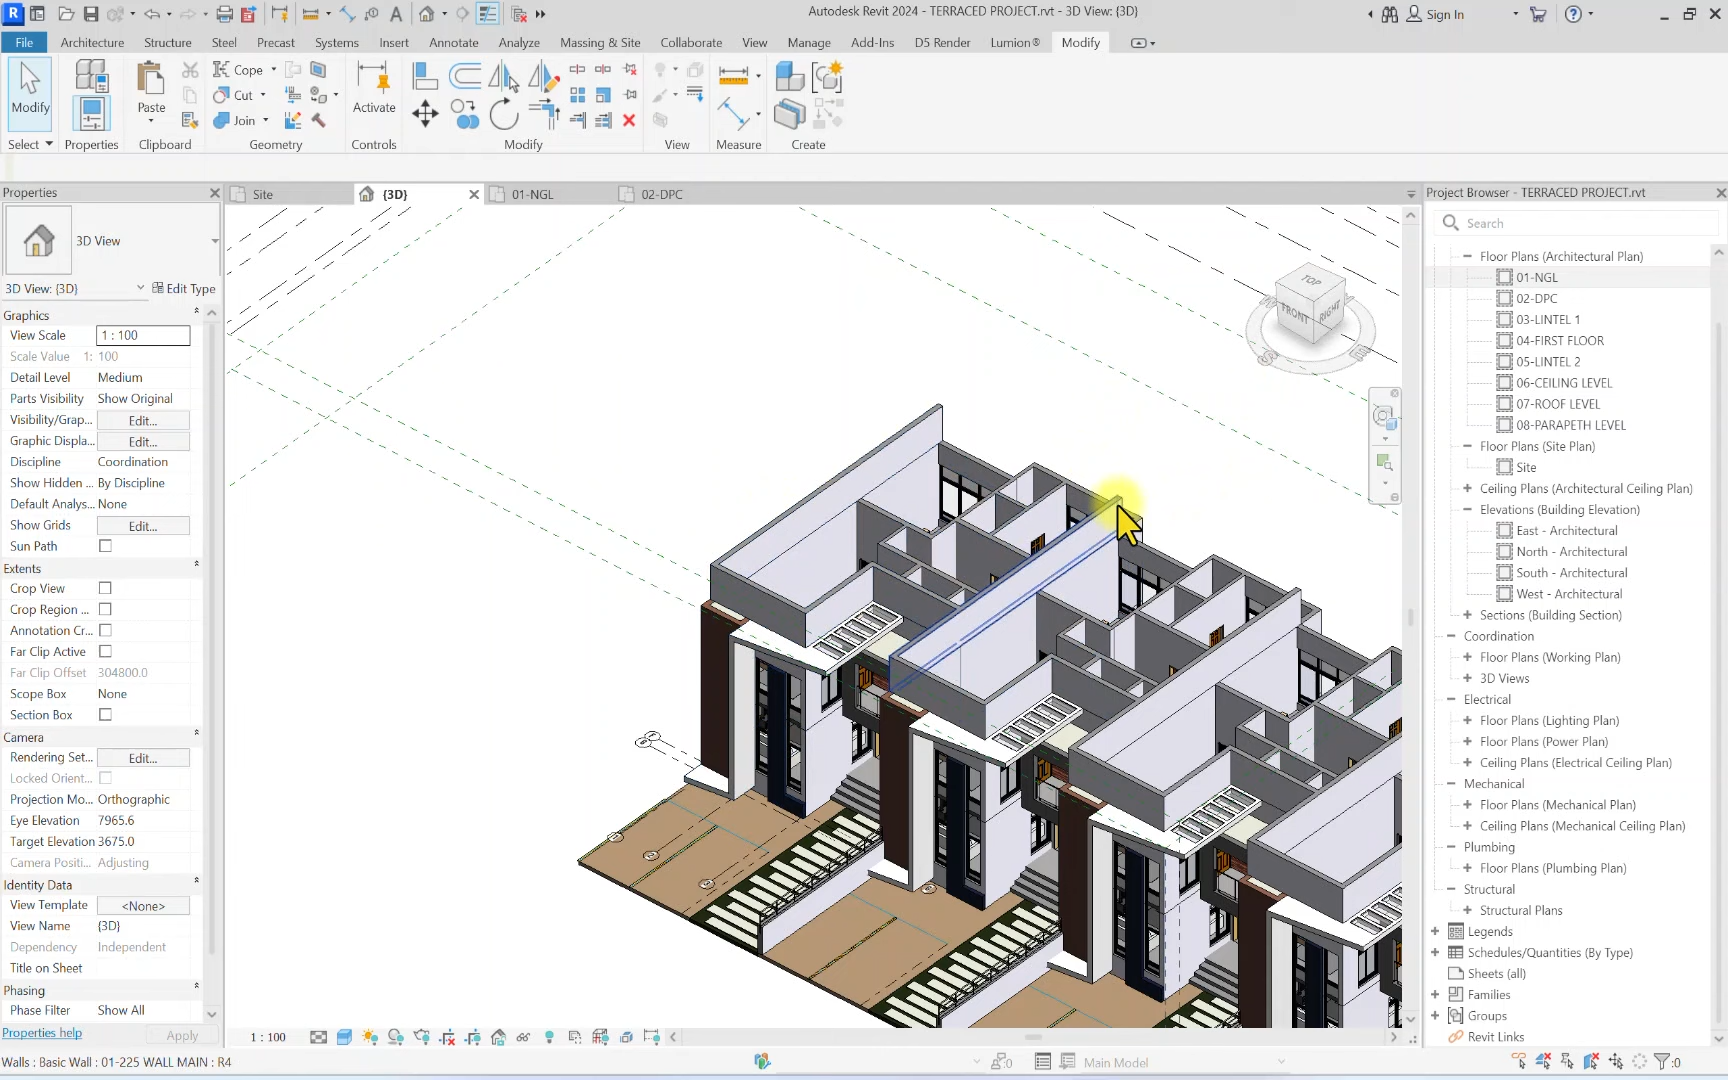 Autodesk Revit 2024 - TERRACED PROJECT.rvt - 3D View: {3D}
Sign In
File Architecture Structure Steel Precast Systems Insert Annotate Analyze Massing & Site Collaborate View Manage Add-Ins D5 Render Lumion® Modify
Modify
Paste
Cope
Cut
Join
Activate
Select Properties Clipboard Geometry Controls Modify View Measure Create
Properties
Site
{3D}
01-NGL
02-DPC
Project Browser - TERRACED PROJECT.rvt
3D View
3D View: {3D}
Edit Type
Graphics
View Scale 1 : 100
Scale Value 1: 100
Detail Level Medium
Parts Visibility Show Original
Visibility/Grap... Edit...
Graphic Displa... Edit...
Discipline Coordination
Show Hidden ... By Discipline
Default Analys... None
Show Grids Edit...
Sun Path
Extents
Crop View
Crop Region ...
Annotation Cr...
Far Clip Active
Far Clip Offset 304800.0
Scope Box None
Section Box
Camera
Rendering Set... Edit...
Locked Orient...
Projection Mo... Orthographic
Eye Elevation 7965.6
Target Elevation 3675.0
Camera Positi... Adjusting
Identity Data
View Template <None>
View Name {3D}
Dependency Independent
Title on Sheet
Phasing
Phase Filter Show All
Properties help
Apply
TOP
FRONT
RIGHT
Search
Floor Plans (Architectural Plan)
01-NGL
02-DPC
03-LINTEL 1
04-FIRST FLOOR
05-LINTEL 2
06-CEILING LEVEL
07-ROOF LEVEL
08-PARAPETH LEVEL
Floor Plans (Site Plan)
Site
Ceiling Plans (Architectural Ceiling Plan)
Elevations (Building Elevation)
East - Architectural
North - Architectural
South - Architectural
West - Architectural
Sections (Building Section)
Coordination
Floor Plans (Working Plan)
3D Views
Electrical
Floor Plans (Lighting Plan)
Floor Plans (Power Plan)
Ceiling Plans (Electrical Ceiling Plan)
Mechanical
Floor Plans (Mechanical Plan)
Ceiling Plans (Mechanical Ceiling Plan)
Plumbing
Floor Plans (Plumbing Plan)
Structural
Structural Plans
Legends
Schedules/Quantities (By Type)
Sheets (all)
Families
Groups
Revit Links
1 : 100
Walls : Basic Wall : 01-225 WALL MAIN : R4
:0
Main Model
:0